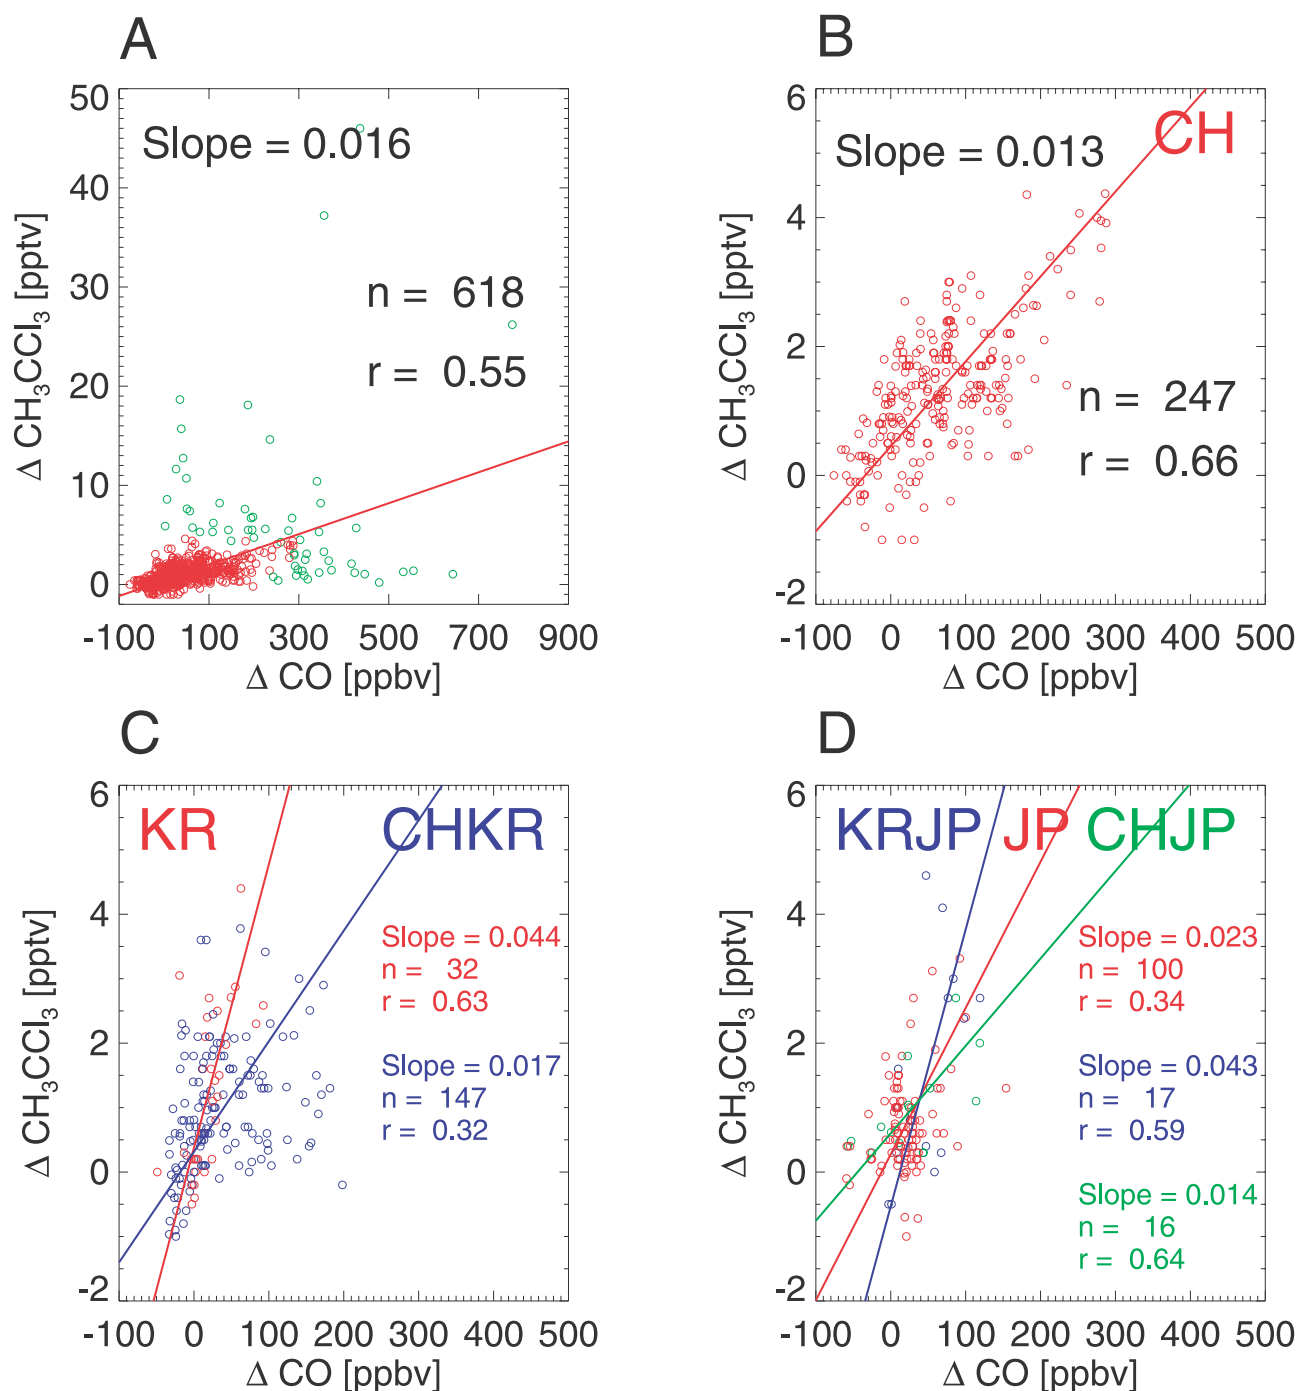 A
Slope = 0.016
n = 618
r = 0.55
Δ CH₃CCl₃ [pptv]
50
40
30
20
10
0
-100 100 300 500 700 900
Δ CO [ppbv]
B
Slope = 0.013
CH
n = 247
r = 0.66
Δ CH₃CCl₃ [pptv]
6
4
2
0
-2
-100 0 100 200 300 400 500
Δ CO [ppbv]
C
KR CHKR
Slope = 0.044
n = 32
r = 0.63
Slope = 0.017
n = 147
r = 0.32
Δ CH₃CCl₃ [pptv]
6
4
2
0
-2
-100 0 100 200 300 400 500
Δ CO [ppbv]
D
KRJP JP CHJP
Slope = 0.023
n = 100
r = 0.34
Slope = 0.043
n = 17
r = 0.59
Slope = 0.014
n = 16
r = 0.64
Δ CH₃CCl₃ [pptv]
6
4
2
0
-2
-100 0 100 200 300 400 500
Δ CO [ppbv]